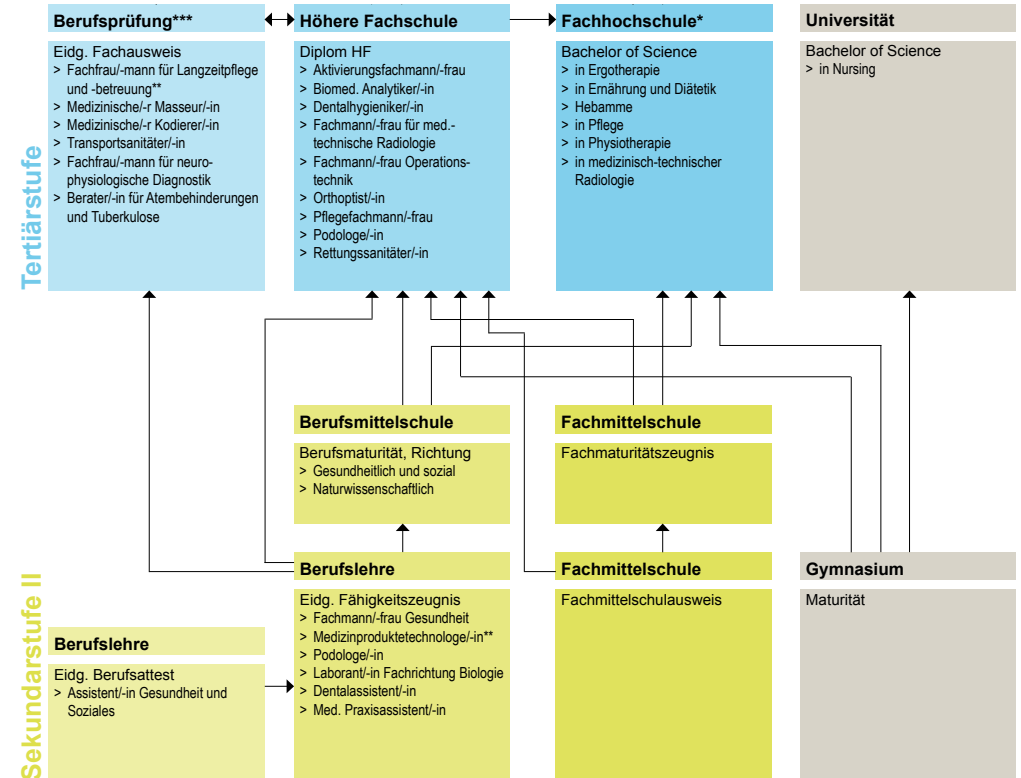 Tertiärstufe
Berufsprüfung***
Eidg. Fachausweis
> Fachfrau/-mann für Langzeitpflege
und -betreuung**
> Medizinische/-r Masseur/-in
> Medizinische/-r Kodierer/-in
> Transportsanitäter/-in
> Fachfrau/-mann für neuro-
physiologische Diagnostik
> Berater/-in für Atembehinderungen
und Tuberkulose
Höhere Fachschule
Diplom HF
> Aktivierungsfachmann/-frau
> Biomed. Analytiker/-in
> Dentalhygieniker/-in
> Fachmann/-frau für med.-
technische Radiologie
> Fachmann/-frau Operations-
technik
> Orthoptist/-in
> Pflegefachmann/-frau
> Podologe/-in
> Rettungssanitäter/-in
Fachhochschule*
Bachelor of Science
> in Ergotherapie
> in Ernährung und Diätetik
> Hebamme
> in Pflege
> in Physiotherapie
> in medizinisch-technischer
Radiologie
Universität
Bachelor of Science
> in Nursing
Sekundarstufe II
Berufsmittelschule
Berufsmaturität, Richtung
> Gesundheitlich und sozial
> Naturwissenschaftlich
Fachmittelschule
Fachmaturitätszeugnis
Berufslehre
Eidg. Berufsattest
> Assistent/-in Gesundheit und
Soziales
Berufslehre
Eidg. Fähigkeitszeugnis
> Fachmann/-frau Gesundheit
> Medizinproduktetechnologe/-in**
> Podologe/-in
> Laborant/-in Fachrichtung Biologie
> Dentalassistent/-in
> Med. Praxisassistent/-in
Fachmittelschule
Fachmittelschulausweis
Gymnasium
Maturität